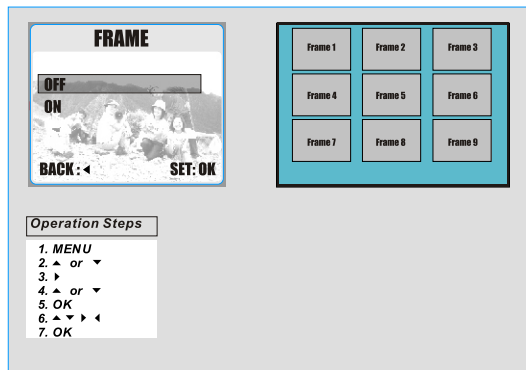 FRAME
OFF
ON
BACK : ◀ SET: OK
Frame 1 Frame 2 Frame 3
Frame 4 Frame 5 Frame 6
Frame 7 Frame 8 Frame 9
Operation Steps
1. MENU
2. ▲ or ▼
3. ▶
4. ▲ or ▼
5. OK
6. ▲ ▼ ▶ ◀
7. OK